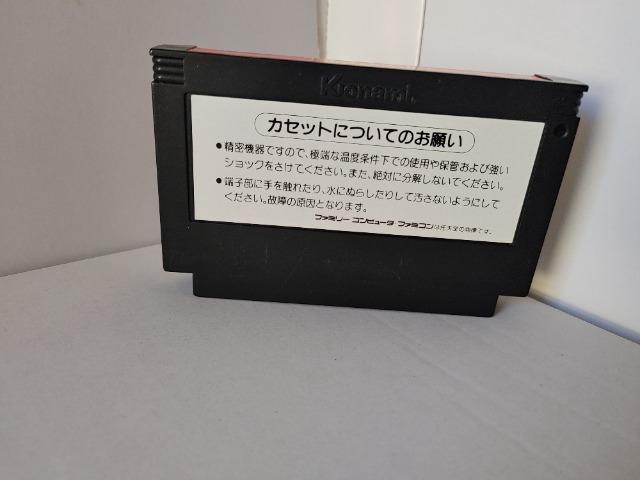 Konami
カセットについてのお願い
●精密機器ですので、極端な温度条件下での使用や保管および強い
ショックをさけてください。また、絶対に分解しないでください。
●端子部に手を触れたり、水にぬらしたりして汚さないようにして
ください。故障の原因となります。
ファミリーコンピュータ・ファミコンは任天堂の商標です。